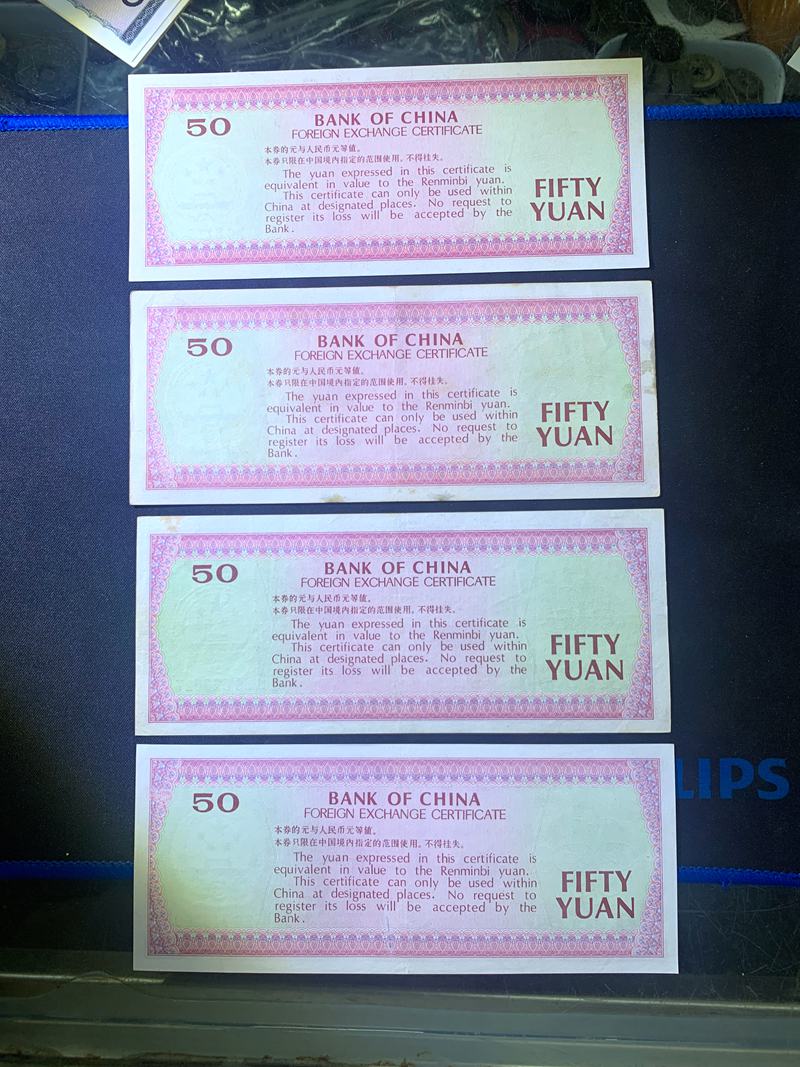 50
BANK OF CHINA
FOREIGN EXCHANGE CERTIFICATE
本券的元与人民币元等值。
本券只限在中国境内指定的范围使用,不得挂失。
The yuan expressed in this certificate is
equivalent in value to the Renminbi yuan.
This certificate can only be used within
China at designated places. No request to
register its loss will be accepted by the
Bank.
FIFTY
YUAN
50
BANK OF CHINA
FOREIGN EXCHANGE CERTIFICATE
本券的元与人民币元等值。
本券只限在中国境内指定的范围使用,不得挂失。
The yuan expressed in this certificate is
equivalent in value to the Renminbi yuan.
This certificate can only be used within
China at designated places. No request to
register its loss will be accepted by the
Bank.
FIFTY
YUAN
50
BANK OF CHINA
FOREIGN EXCHANGE CERTIFICATE
本券的元与人民币元等值。
本券只限在中国境内指定的范围使用,不得挂失。
The yuan expressed in this certificate is
equivalent in value to the Renminbi yuan.
This certificate can only be used within
China at designated places. No request to
register its loss will be accepted by the
Bank.
FIFTY
YUAN
LIPS
50
BANK OF CHINA
FOREIGN EXCHANGE CERTIFICATE
本券的元与人民币元等值。
本券只限在中国境内指定的范围使用,不得挂失。
The yuan expressed in this certificate is
equivalent in value to the Renminbi yuan.
This certificate can only be used within
China at designated places. No request to
register its loss will be accepted by the
Bank.
FIFTY
YUAN